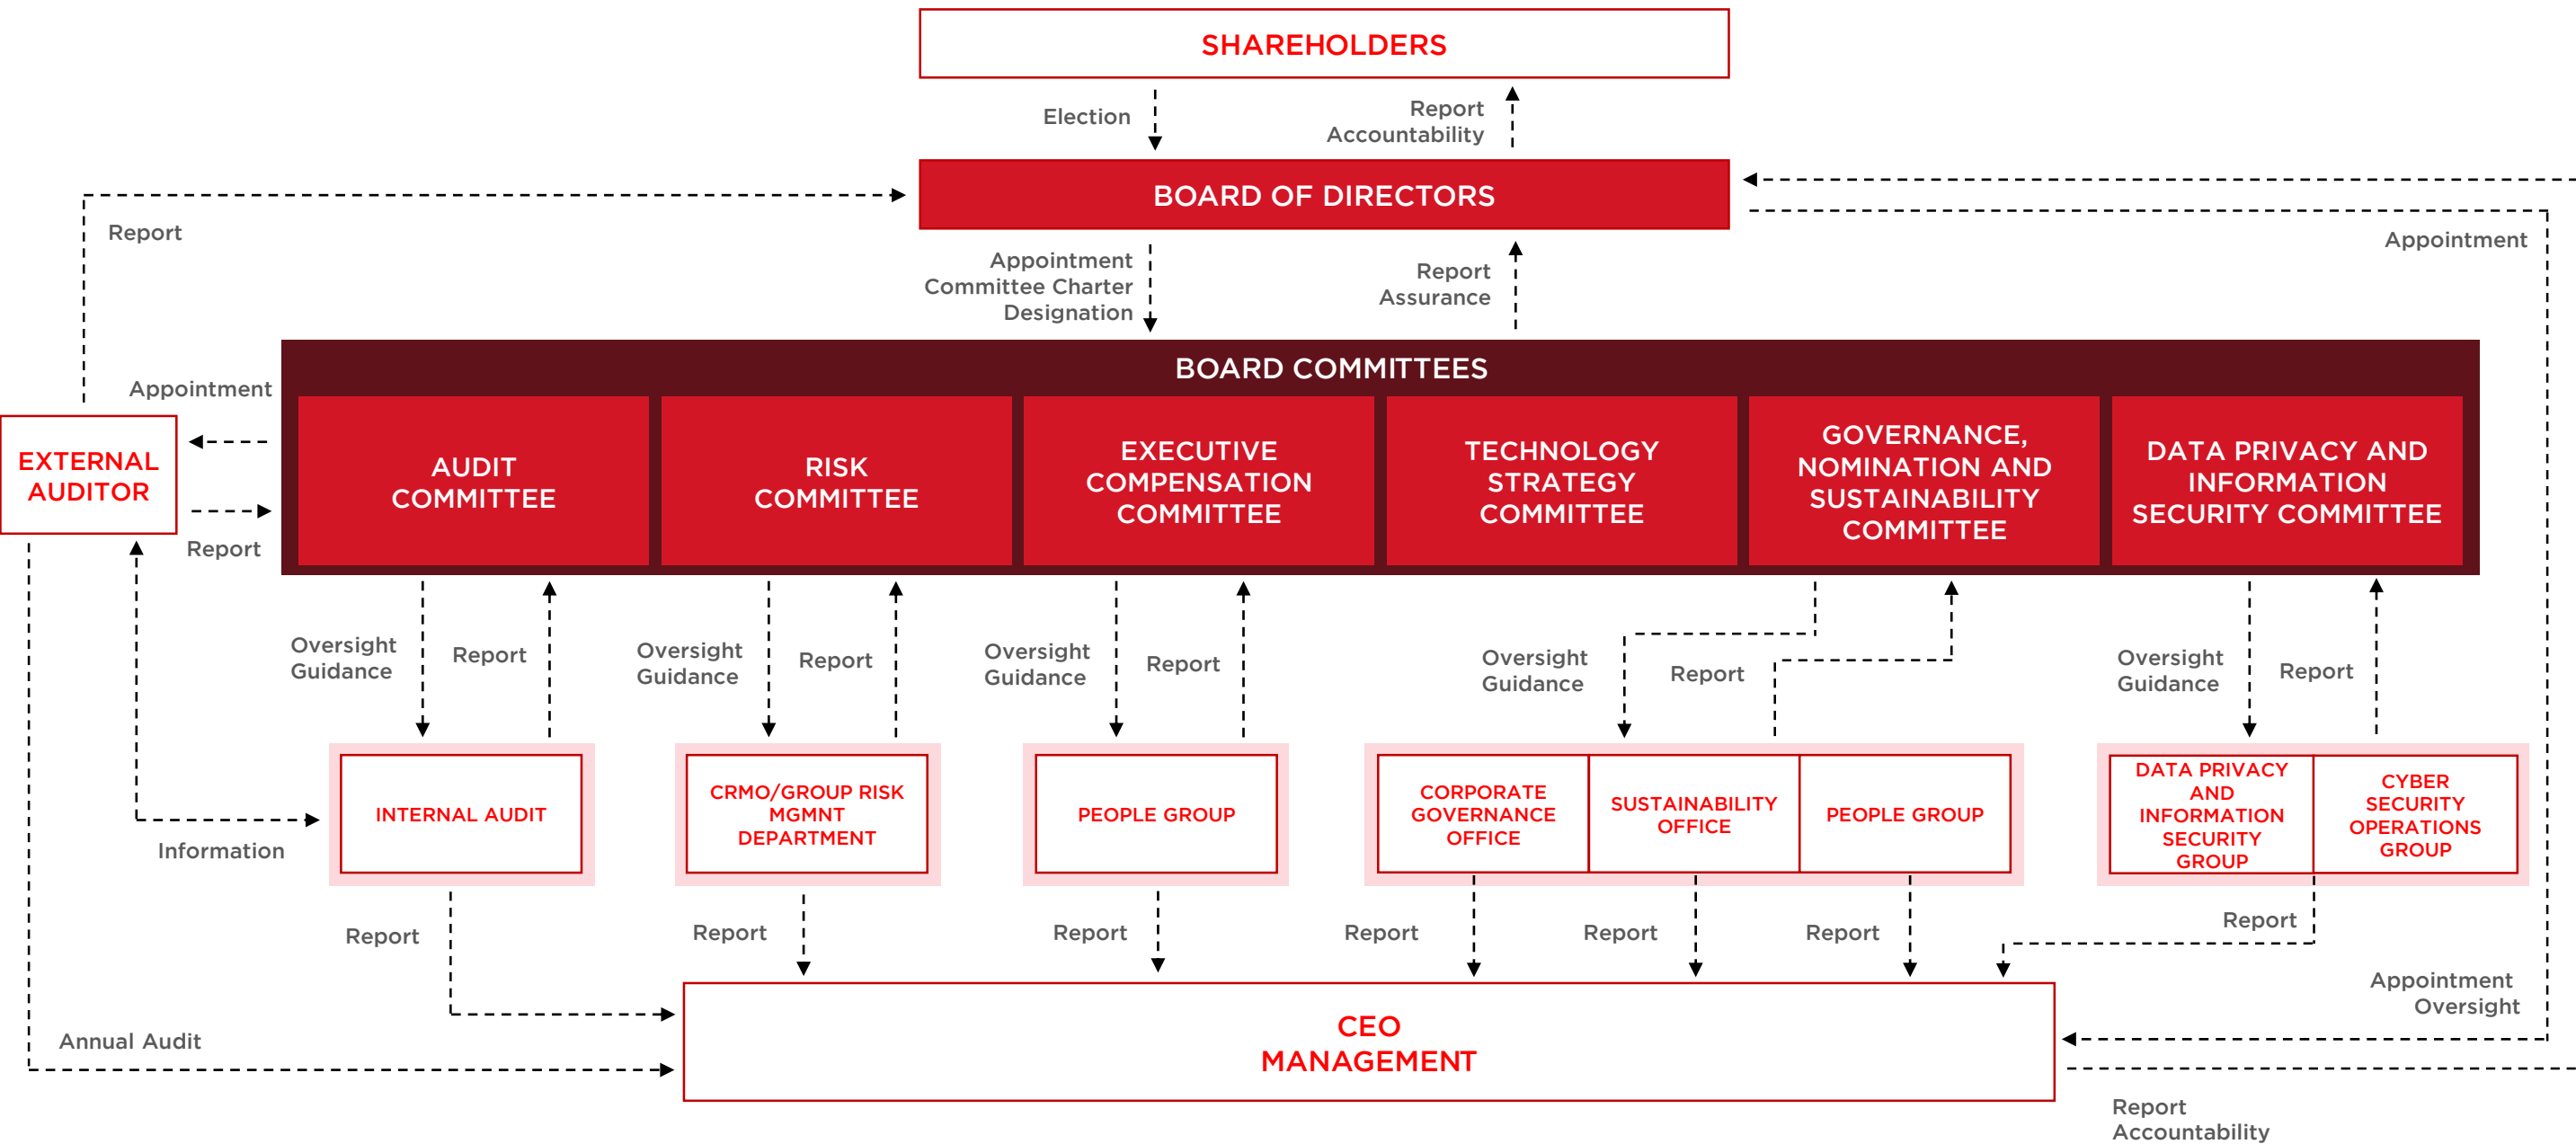 SHAREHOLDERS
Election
Report
Accountability
BOARD OF DIRECTORS
Report
Appointment
Appointment
Committee Charter
Designation
Report
Assurance
BOARD COMMITTEES
Appointment
EXTERNAL
AUDITOR
Report
AUDIT
COMMITTEE
RISK
COMMITTEE
EXECUTIVE
COMPENSATION
COMMITTEE
TECHNOLOGY
STRATEGY
COMMITTEE
GOVERNANCE,
NOMINATION AND
SUSTAINABILITY
COMMITTEE
DATA PRIVACY AND
INFORMATION
SECURITY COMMITTEE
Oversight
Guidance
Report
Oversight
Guidance
Report
Oversight
Guidance
Report
Oversight
Guidance
Report
Oversight
Guidance
Report
Information
INTERNAL AUDIT
CRMO/GROUP RISK
MGMNT
DEPARTMENT
PEOPLE GROUP
CORPORATE
GOVERNANCE
OFFICE
SUSTAINABILITY
OFFICE
PEOPLE GROUP
DATA PRIVACY
AND
INFORMATION
SECURITY
GROUP
CYBER
SECURITY
OPERATIONS
GROUP
Report
Report
Report
Report
Report
Report
Report
Appointment
Oversight
Annual Audit
CEO
MANAGEMENT
Report
Accountability